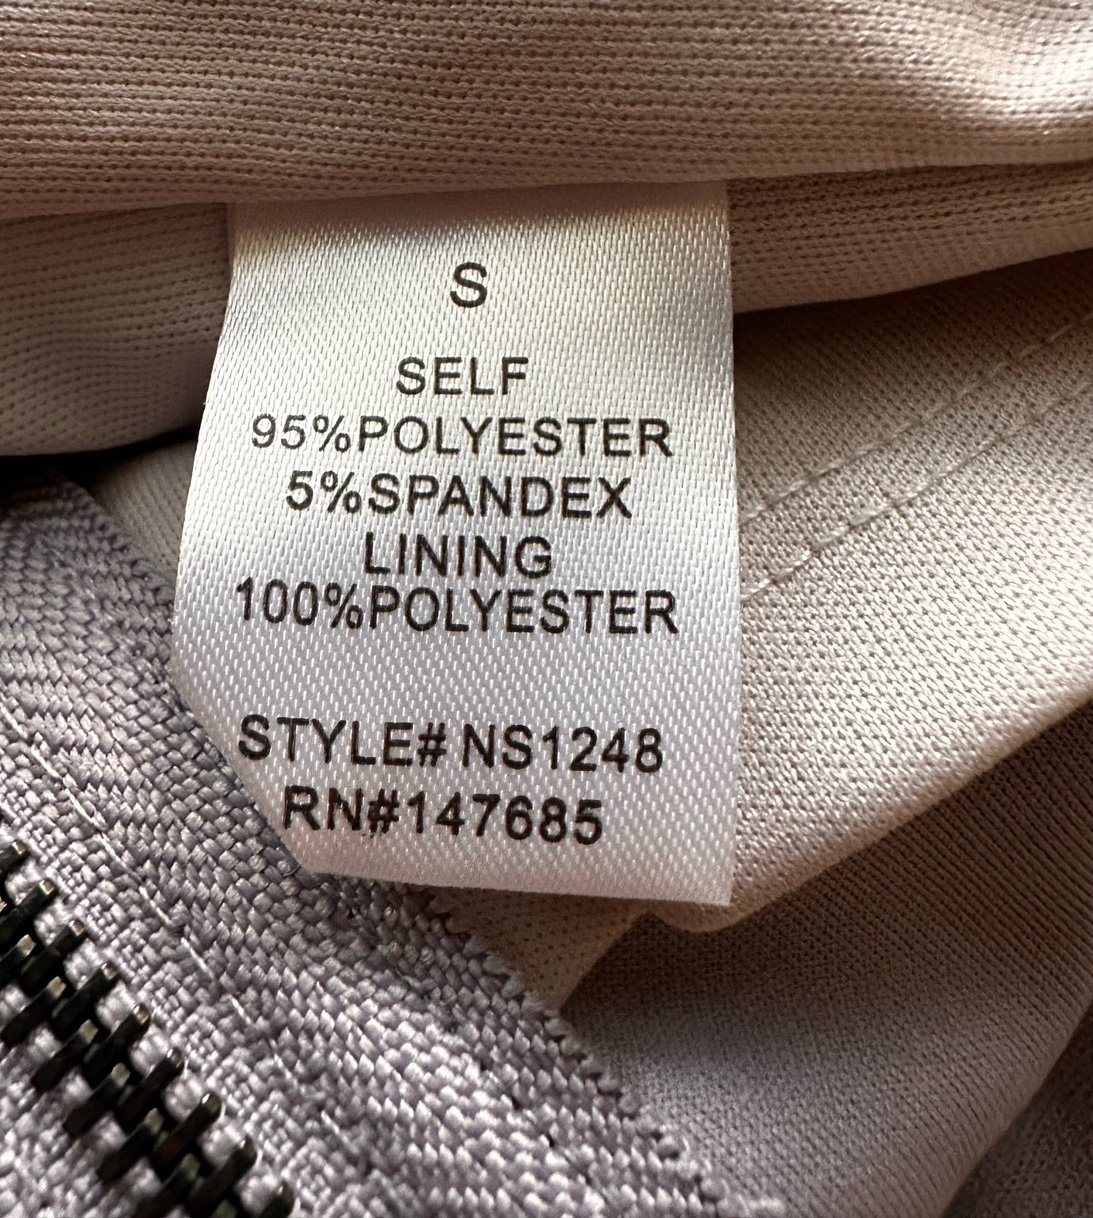 S
SELF
95%POLYESTER
5%SPANDEX
LINING
100%POLYESTER
STYLE# NS1248
RN#147685